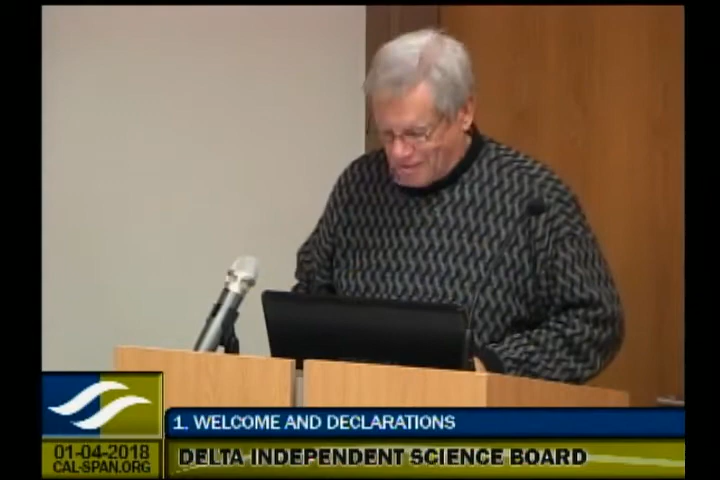 1. WELCOME AND DECLARATIONS
01-04-2018
CAL-SPAN.ORG
DELTA INDEPENDENT SCIENCE BOARD